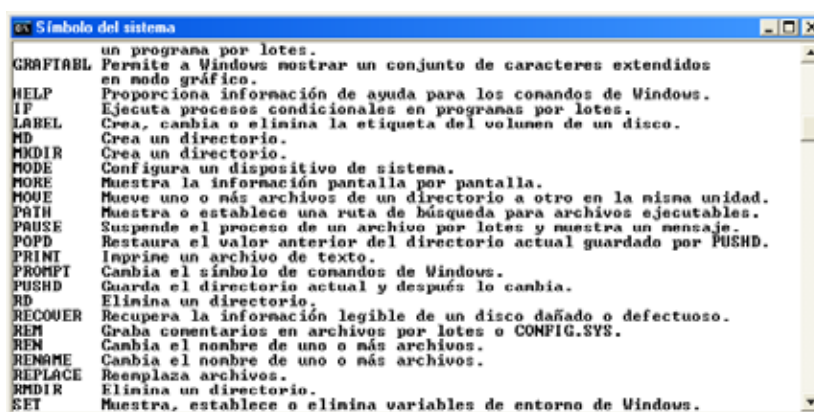 Símbolo del sistema
un programa por lotes.
GRAFTABL Permite a Windows mostrar un conjunto de caracteres extendidos
en modo gráfico.
HELP Proporciona información de ayuda para los comandos de Windows.
IF Ejecuta procesos condicionales en programas por lotes.
LABEL Crea, cambia o elimina la etiqueta del volumen de un disco.
MD Crea un directorio.
MKDIR Crea un directorio.
MODE Configura un dispositivo de sistema.
MORE Muestra la información pantalla por pantalla.
MOVE Mueve uno o más archivos de un directorio a otro en la misma unidad.
PATH Muestra o establece una ruta de búsqueda para archivos ejecutables.
PAUSE Suspende el proceso de un archivo por lotes y muestra un mensaje.
POPD Restaura el valor anterior del directorio actual guardado por PUSHD.
PRINT Imprime un archivo de texto.
PROMPT Cambia el símbolo de comandos de Windows.
PUSHD Guarda el directorio actual y después lo cambia.
RD Elimina un directorio.
RECOVER Recupera la información legible de un disco dañado o defectuoso.
REM Graba comentarios en archivos por lotes o CONFIG.SYS.
REN Cambia el nombre de uno o más archivos.
RENAME Cambia el nombre de uno o más archivos.
REPLACE Reemplaza archivos.
RMDIR Elimina un directorio.
SET Muestra, establece o elimina variables de entorno de Windows.